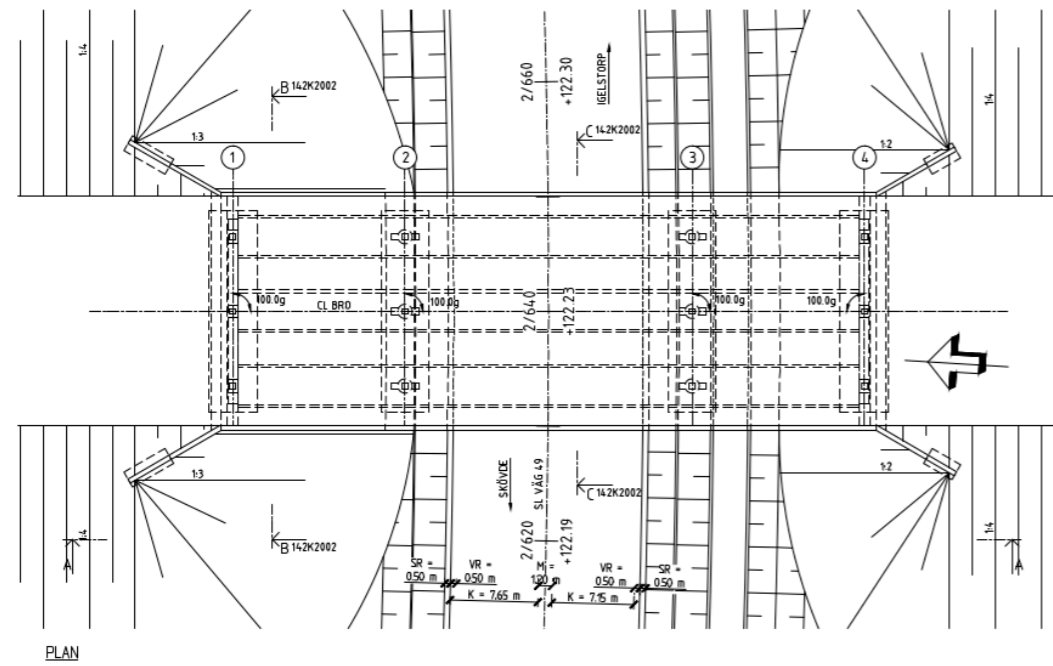 1:4
B 142K2002
2/660
+122.30
IGELSTORP
C 142K2002
1:4
1:3
1:2
1
2
3
4
100.0g
CL BRO
100.0g
2/640
+122.23
100.0g
100.0g
1:3
1:2
SKÖVDE
SL VÄG 49
C 142K2002
1:4
A
B 142K2002
2/620
+122.19
1:4
A
SR =
0.50 m
VR =
0.50 m
M =
1.20 m
VR =
0.50 m
SR =
0.50 m
K = 7.65 m
K = 7.15 m
PLAN